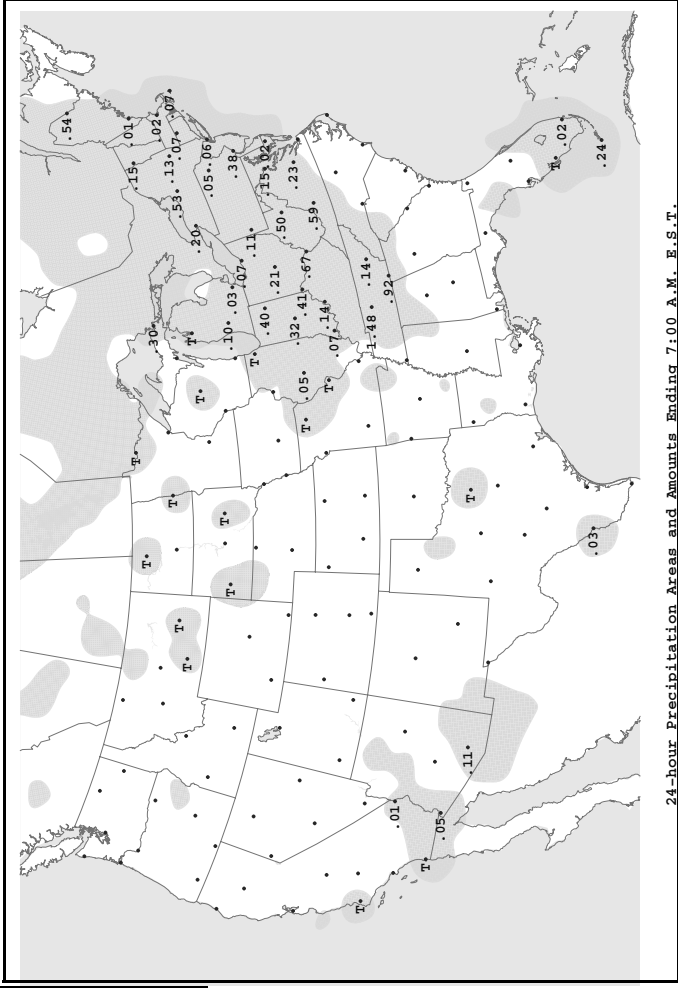 .54
.01
.15
T
T
.30
.02
.13
.07
T
.07
.53
T
T
T
.20
T
.06
.05
T
.10
T
.03
.38
.07
.11
T
.40
.15
.02
.21
.50
.23
.32
.41
.05
T
.67
.59
.14
T
.07
T
.14
1.48
.92
.01
T
.05
.11
T
T
.02
.03
.24
24-hour Precipitation Areas and Amounts Ending 7:00 A.M. E.S.T.